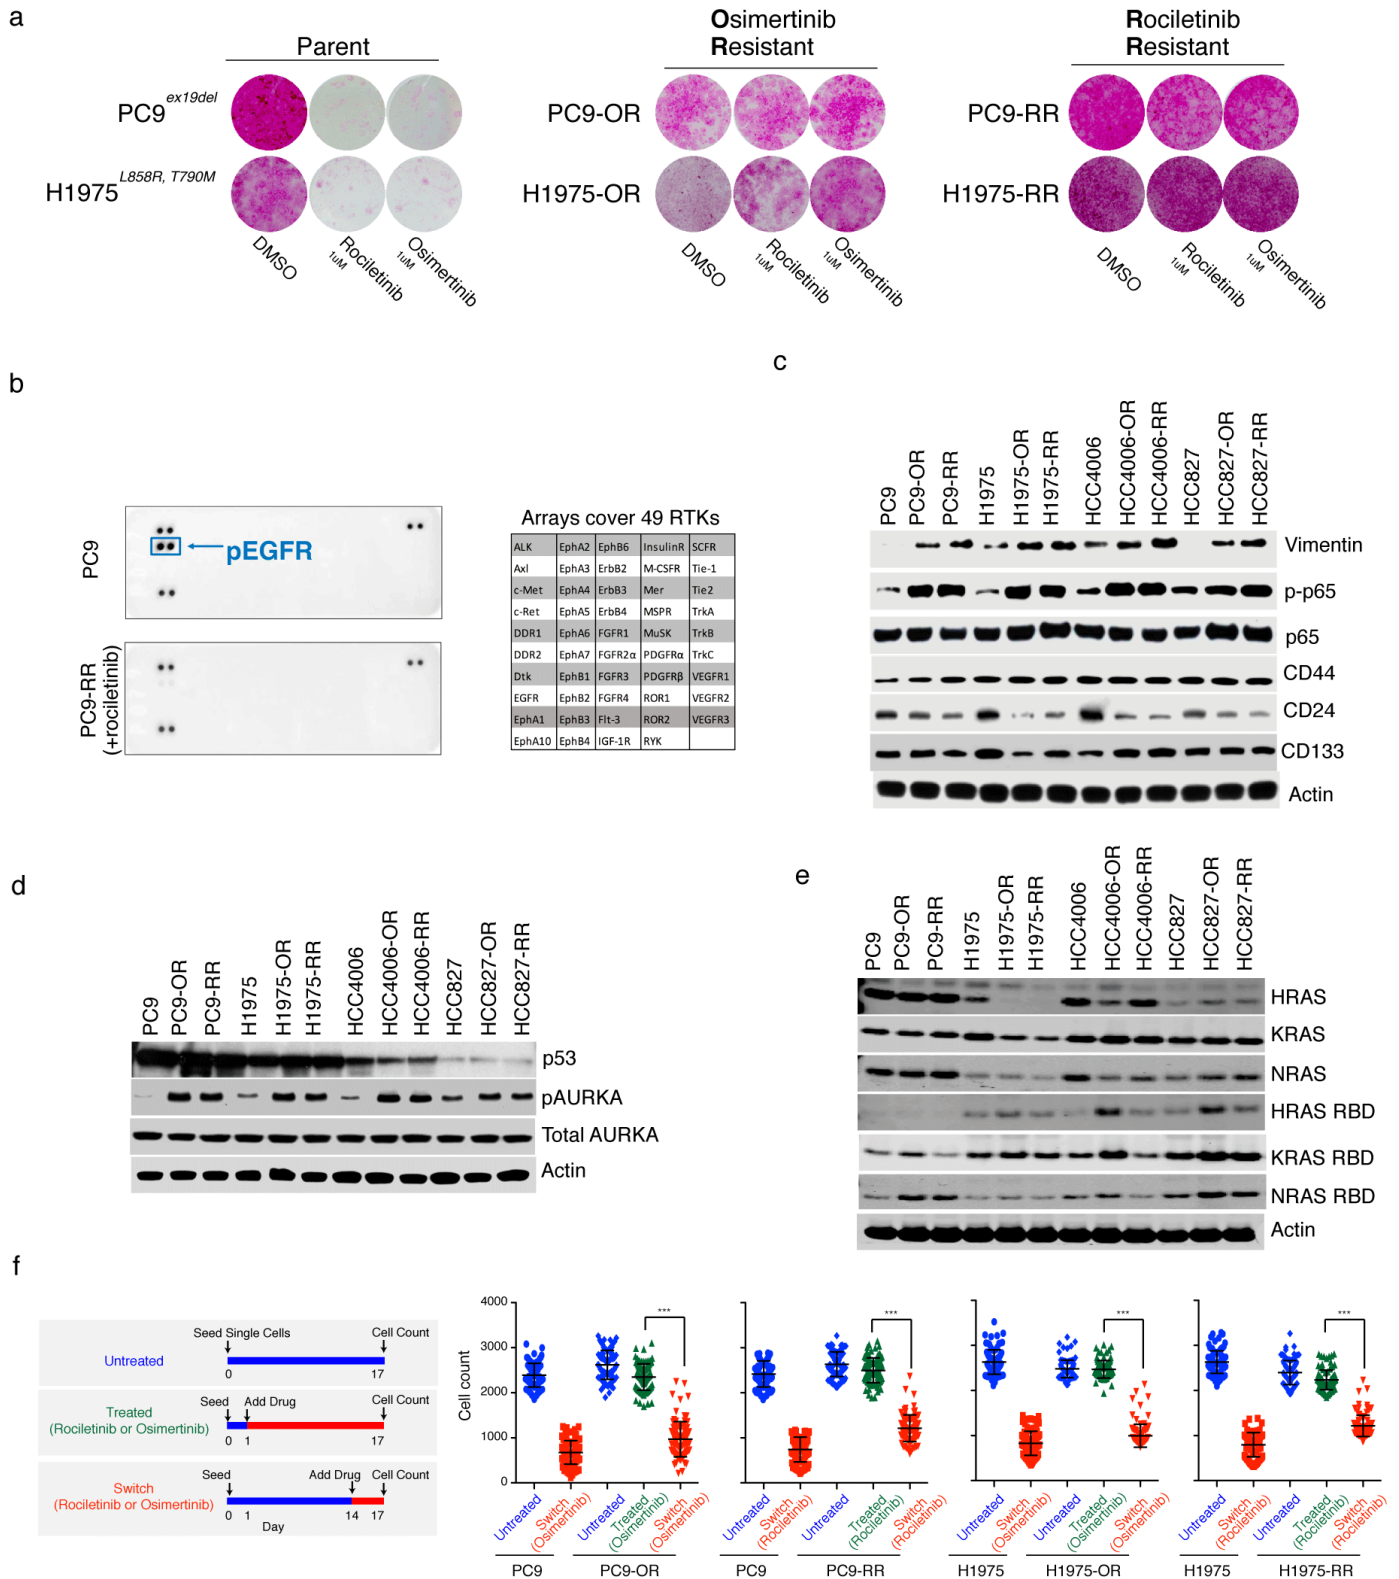 a
Parent
Osimertinib
Resistant
Rociletinib
Resistant
PC9 ex19del
H1975 L858R, T790M
PC9-OR
H1975-OR
PC9-RR
H1975-RR
DMSO
Rociletinib
1uM
Osimertinib
1uM
DMSO
Rociletinib
1uM
Osimertinib
1uM
DMSO
Rociletinib
1uM
Osimertinib
1uM
b
PC9
pEGFR
PC9-RR
(+rociletinib)
Arrays cover 49 RTKs
ALK EphA2 EphB6 InsulinR SCFR
Axl EphA3 ErbB2 M-CSFR Tie-1
c-Met EphA4 ErbB3 Mer Tie2
c-Ret EphA5 ErbB4 MSPR TrkA
DDR1 EphA6 FGFR1 MuSK TrkB
DDR2 EphA7 FGFR2α PDGFRα TrkC
Dtk EphB1 FGFR3 PDGFRβ VEGFR1
EGFR EphB2 FGFR4 ROR1 VEGFR2
EphA1 EphB3 Flt-3 ROR2 VEGFR3
EphA10 EphB4 IGF-1R RYK
c
PC9
PC9-OR
PC9-RR
H1975
H1975-OR
H1975-RR
HCC4006
HCC4006-OR
HCC4006-RR
HCC827
HCC827-OR
HCC827-RR
Vimentin
p-p65
p65
CD44
CD24
CD133
Actin
d
PC9
PC9-OR
PC9-RR
H1975
H1975-OR
H1975-RR
HCC4006
HCC4006-OR
HCC4006-RR
HCC827
HCC827-OR
HCC827-RR
p53
pAURKA
Total AURKA
Actin
e
PC9
PC9-OR
PC9-RR
H1975
H1975-OR
H1975-RR
HCC4006
HCC4006-OR
HCC4006-RR
HCC827
HCC827-OR
HCC827-RR
HRAS
KRAS
NRAS
HRAS RBD
KRAS RBD
NRAS RBD
Actin
f
Seed Single Cells Cell Count
Untreated
0 17
Seed Add Drug Cell Count
Treated
(Rociletinib or Osimertinib)
0 1 17
Seed Add Drug Cell Count
Switch
(Rociletinib or Osimertinib)
0 1 14 17
Day
Cell count
4000
3000
2000
1000
0
***
***
***
***
Untreated
Switch
(Osimertinib)
Untreated
Treated
(Osimertinib)
Switch
(Osimertinib)
PC9
PC9-OR
Untreated
Switch
(Rociletinib)
Untreated
Treated
(Rociletinib)
Switch
(Rociletinib)
PC9
PC9-RR
Untreated
Switch
(Osimertinib)
Untreated
Treated
(Osimertinib)
Switch
(Osimertinib)
H1975
H1975-OR
Untreated
Switch
(Rociletinib)
Untreated
Treated
(Rociletinib)
Switch
(Rociletinib)
H1975
H1975-RR